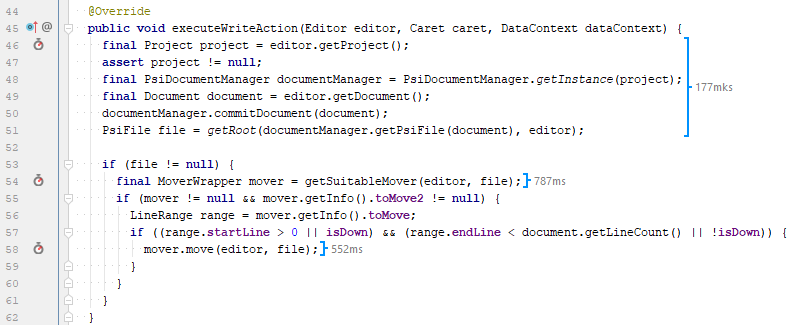 44 @Override
45 @ public void executeWriteAction(Editor editor, Caret caret, DataContext dataContext) {
46 final Project project = editor.getProject();
47 assert project != null;
48 final PsiDocumentManager documentManager = PsiDocumentManager.getInstance(project); 177mks
49 final Document document = editor.getDocument();
50 documentManager.commitDocument(document);
51 PsiFile file = getRoot(documentManager.getPsiFile(document), editor);
52
53 if (file != null) {
54 final MoverWrapper mover = getSuitableMover(editor, file); 787ms
55 if (mover != null && mover.getInfo().toMove2 != null) {
56 LineRange range = mover.getInfo().toMove;
57 if ((range.startLine > 0 || isDown) && (range.endLine < document.getLineCount() || !isDown)) {
58 mover.move(editor, file); 552ms
59 }
60 }
61 }
62 }